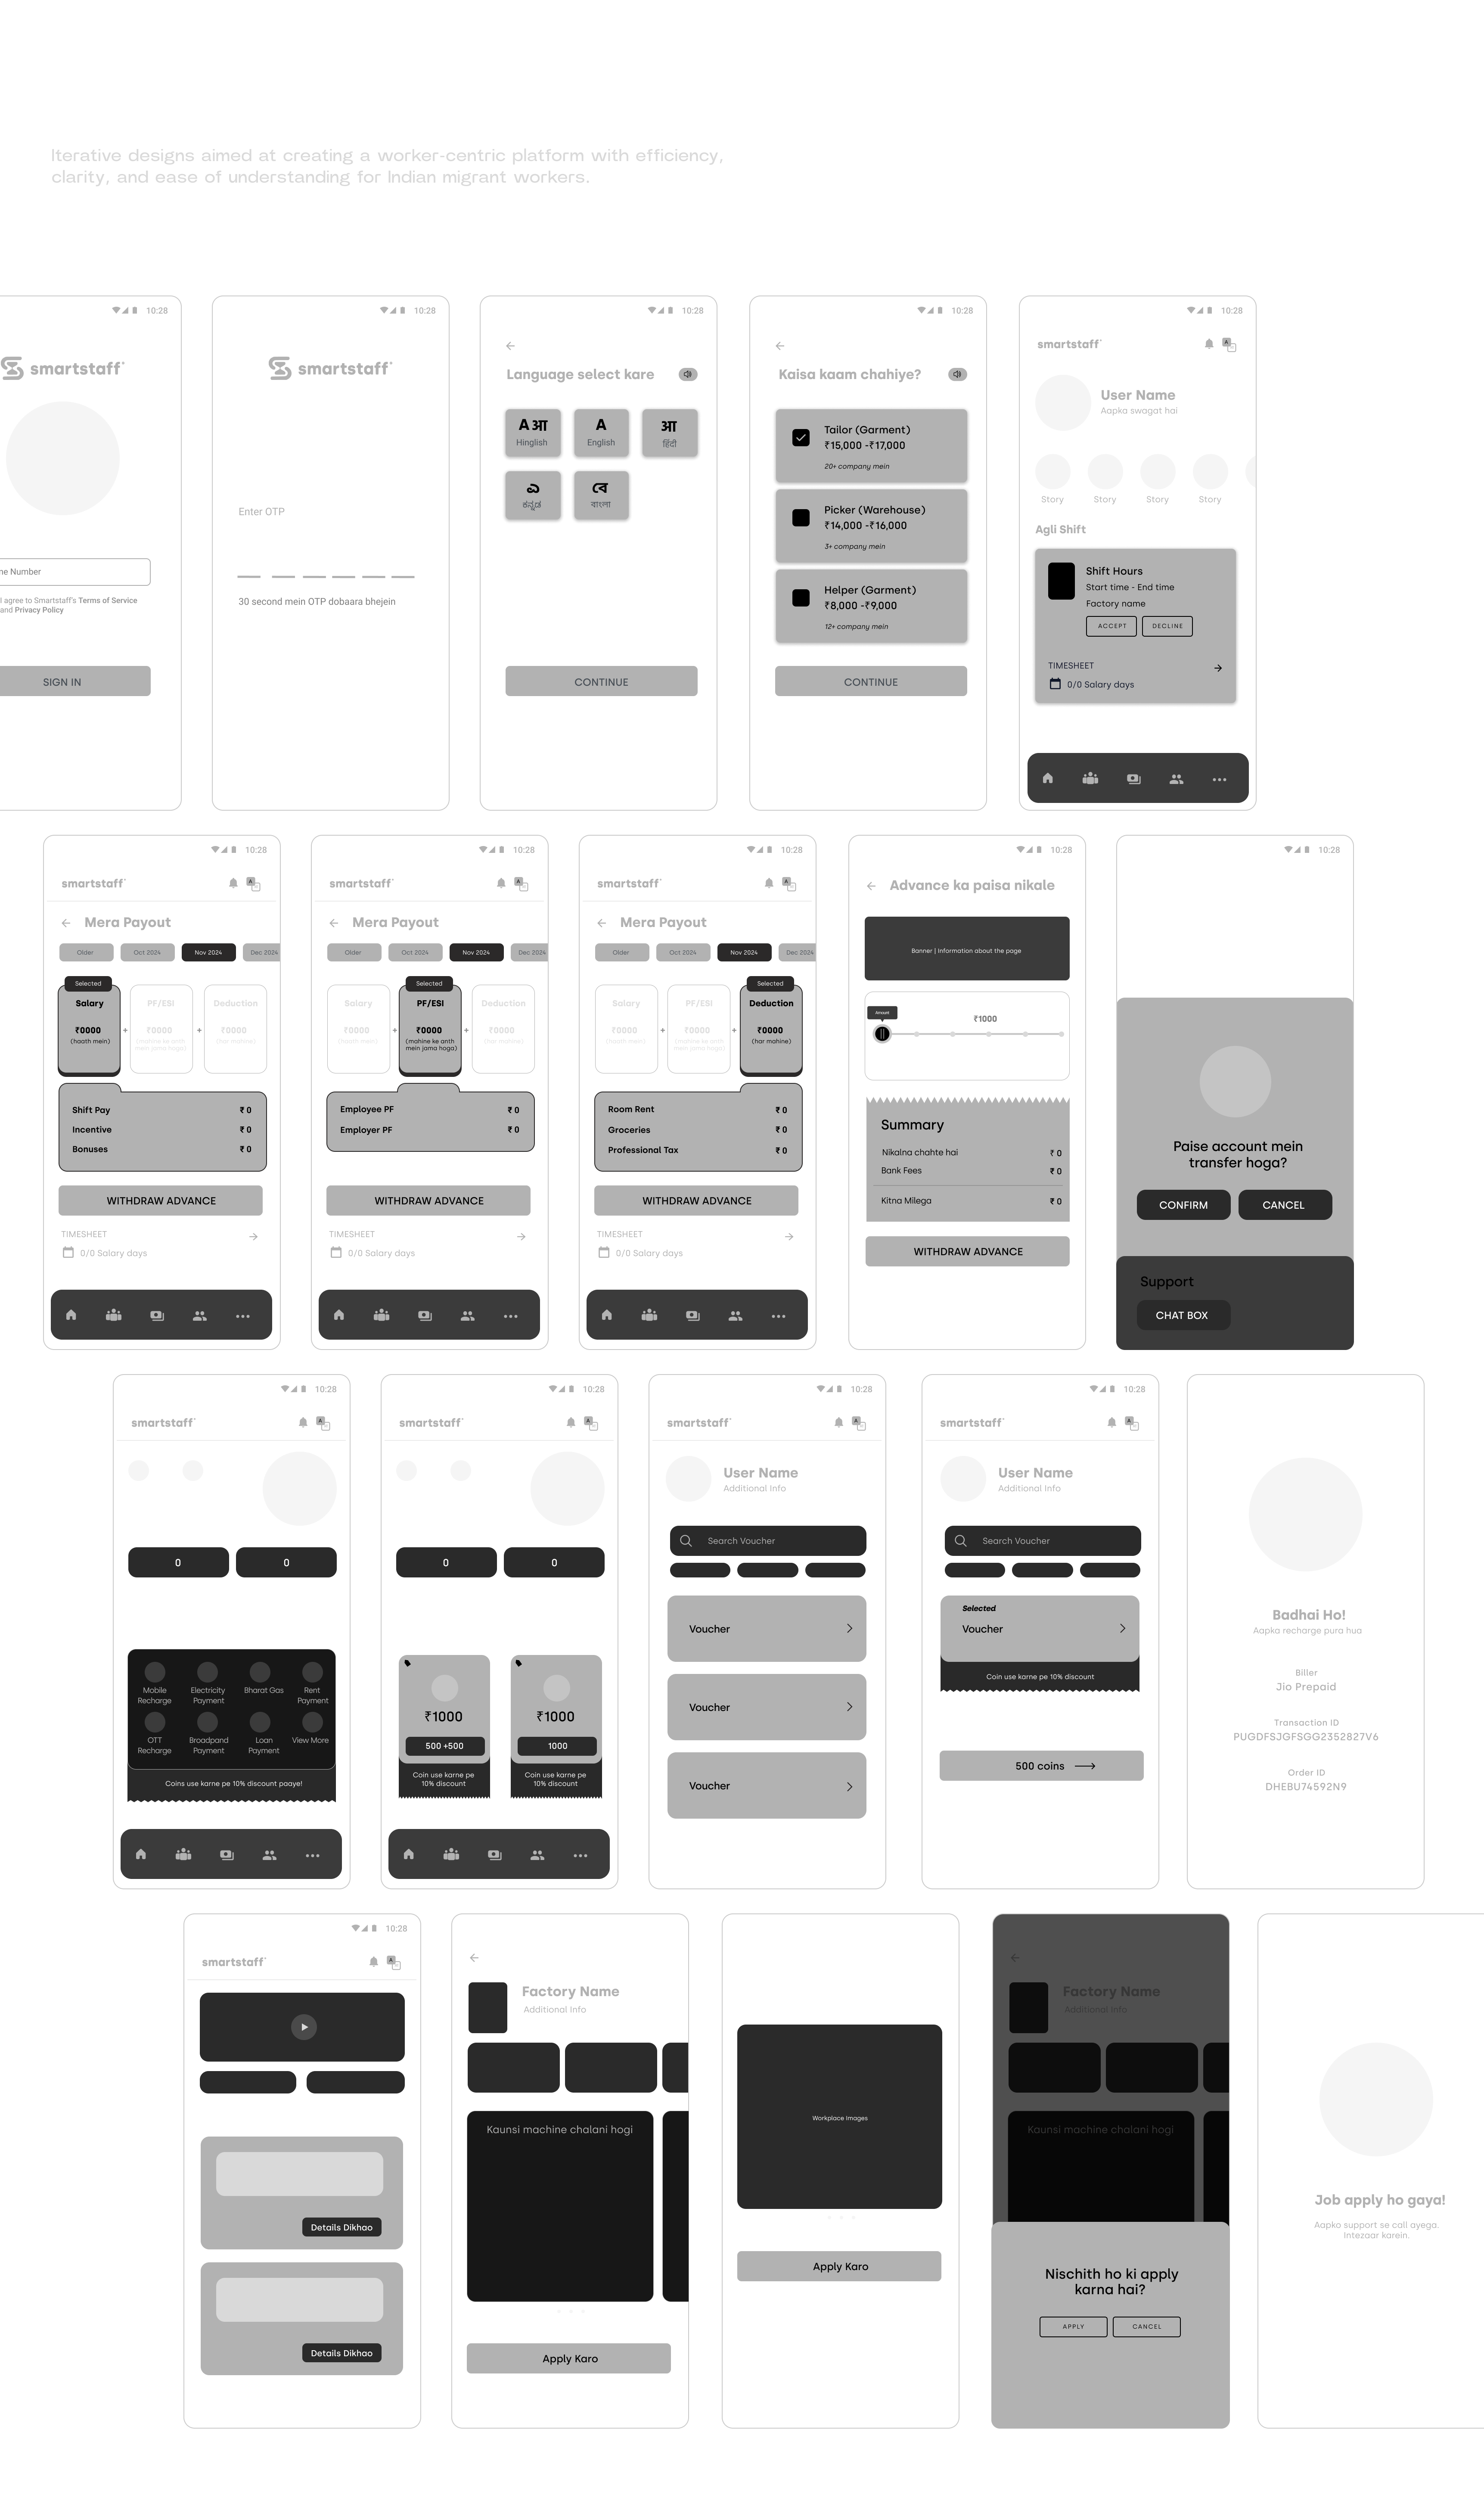 Iterative designs aimed at creating a worker-centric platform with efficiency,
clarity, and ease of understanding for Indian migrant workers.
10:28
smartstaff
ne Number
I agree to Smartstaff's Terms of Service
and Privacy Policy
SIGN IN
10:28
smartstaff
Enter OTP
30 second mein OTP dobaara bhejein
10:28
Language select kare
A आ
Hinglish
A
English
आ
हिंदी
ಎ
ಕನ್ನಡ
বে
বাংলা
CONTINUE
10:28
Kaisa kaam chahiye?
Tailor (Garment)
₹15,000 -₹17,000
20+ company mein
Picker (Warehouse)
₹14,000 -₹16,000
3+ company mein
Helper (Garment)
₹8,000 -₹9,000
12+ company mein
CONTINUE
10:28
smartstaff
User Name
Aapka swagat hai
Story Story Story Story
Agli Shift
Shift Hours
Start time - End time
Factory name
ACCEPT DECLINE
TIMESHEET
0/0 Salary days
10:28
smartstaff
Mera Payout
Older Oct 2024 Nov 2024 Dec 2024
Selected
Salary PF/ESI Deduction
₹0000 + ₹0000 + ₹0000
(haath mein) (mahine ke anth (har mahine)
mein jama hoga)
Shift Pay ₹ 0
Incentive ₹ 0
Bonuses ₹ 0
WITHDRAW ADVANCE
TIMESHEET
0/0 Salary days
10:28
smartstaff
Mera Payout
Older Oct 2024 Nov 2024 Dec 2024
Selected
Salary PF/ESI Deduction
₹0000 + ₹0000 + ₹0000
(haath mein) (mahine ke anth (har mahine)
mein jama hoga)
Employee PF ₹ 0
Employer PF ₹ 0
WITHDRAW ADVANCE
TIMESHEET
0/0 Salary days
10:28
smartstaff
Mera Payout
Older Oct 2024 Nov 2024 Dec 2024
Selected
Salary PF/ESI Deduction
₹0000 + ₹0000 + ₹0000
(haath mein) (mahine ke anth (har mahine)
mein jama hoga)
Room Rent ₹ 0
Groceries ₹ 0
Professional Tax ₹ 0
WITHDRAW ADVANCE
TIMESHEET
0/0 Salary days
10:28
Advance ka paisa nikale
Banner | Information about the page
Amount
₹1000
Summary
Nikalna chahte hai ₹ 0
Bank Fees ₹ 0
Kitna Milega ₹ 0
WITHDRAW ADVANCE
10:28
Paise account mein
transfer hoga?
CONFIRM CANCEL
Support
CHAT BOX
10:28
smartstaff
0 0
Mobile Electricity Bharat Gas Rent
Recharge Payment Payment
OTT Broadpand Loan View More
Recharge Payment Payment
Coins use karne pe 10% discount paaye!
10:28
smartstaff
0 0
₹1000 ₹1000
500 +500 1000
Coin use karne pe Coin use karne pe
10% discount 10% discount
10:28
smartstaff
User Name
Additional Info
Search Voucher
Voucher
Voucher
Voucher
10:28
smartstaff
User Name
Additional Info
Search Voucher
Selected
Voucher
Coin use karne pe 10% discount
500 coins
Badhai Ho!
Aapka recharge pura hua
Biller
Jio Prepaid
Transaction ID
PUGDFSJGFSGG2352827V6
Order ID
DHEBU74592N9
10:28
smartstaff
Details Dikhao
Details Dikhao
Factory Name
Additional Info
Kaunsi machine chalani hogi
Apply Karo
Workplace Images
Apply Karo
Factory Name
Additional Info
Kaunsi machine chalani hogi
Nischith ho ki apply
karna hai?
APPLY CANCEL
Job apply ho gaya!
Aapko support se call ayega.
Intezaar karein.